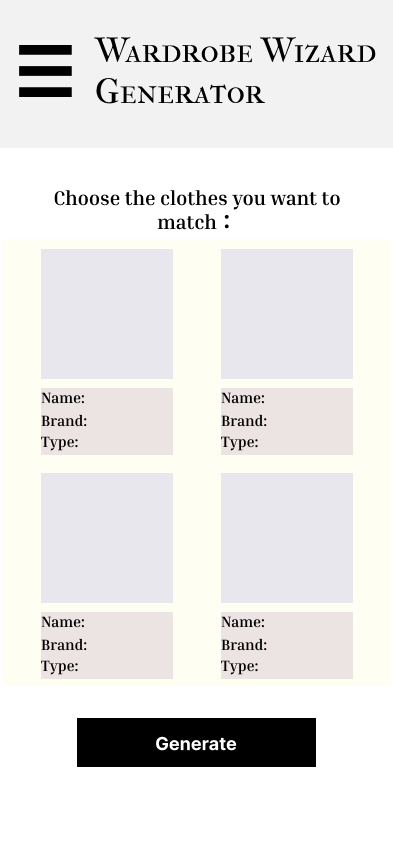 Wardrobe Wizard
Generator
Choose the clothes you want to
match :
Name:
Brand:
Type:
Name:
Brand:
Type:
Name:
Brand:
Type:
Name:
Brand:
Type:
Generate